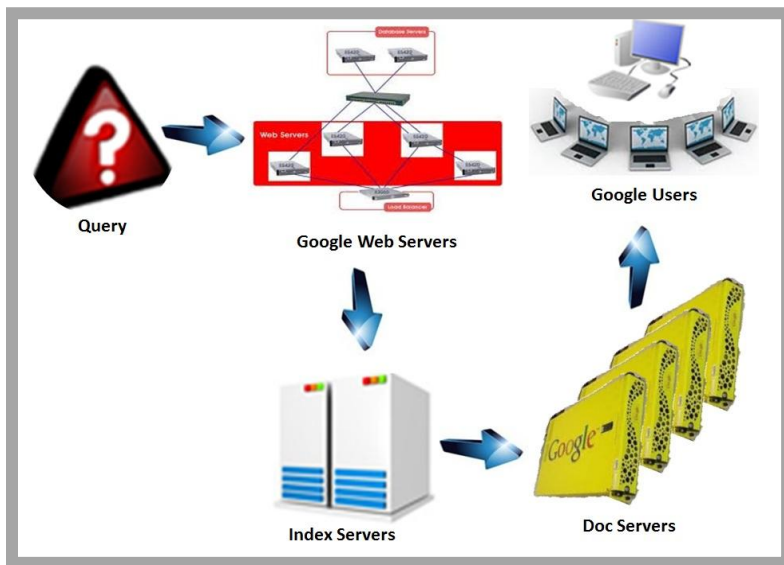 Database Servers
Web Servers
Load Balancer
Query
Google Web Servers
Google Users
Google
Index Servers
Doc Servers